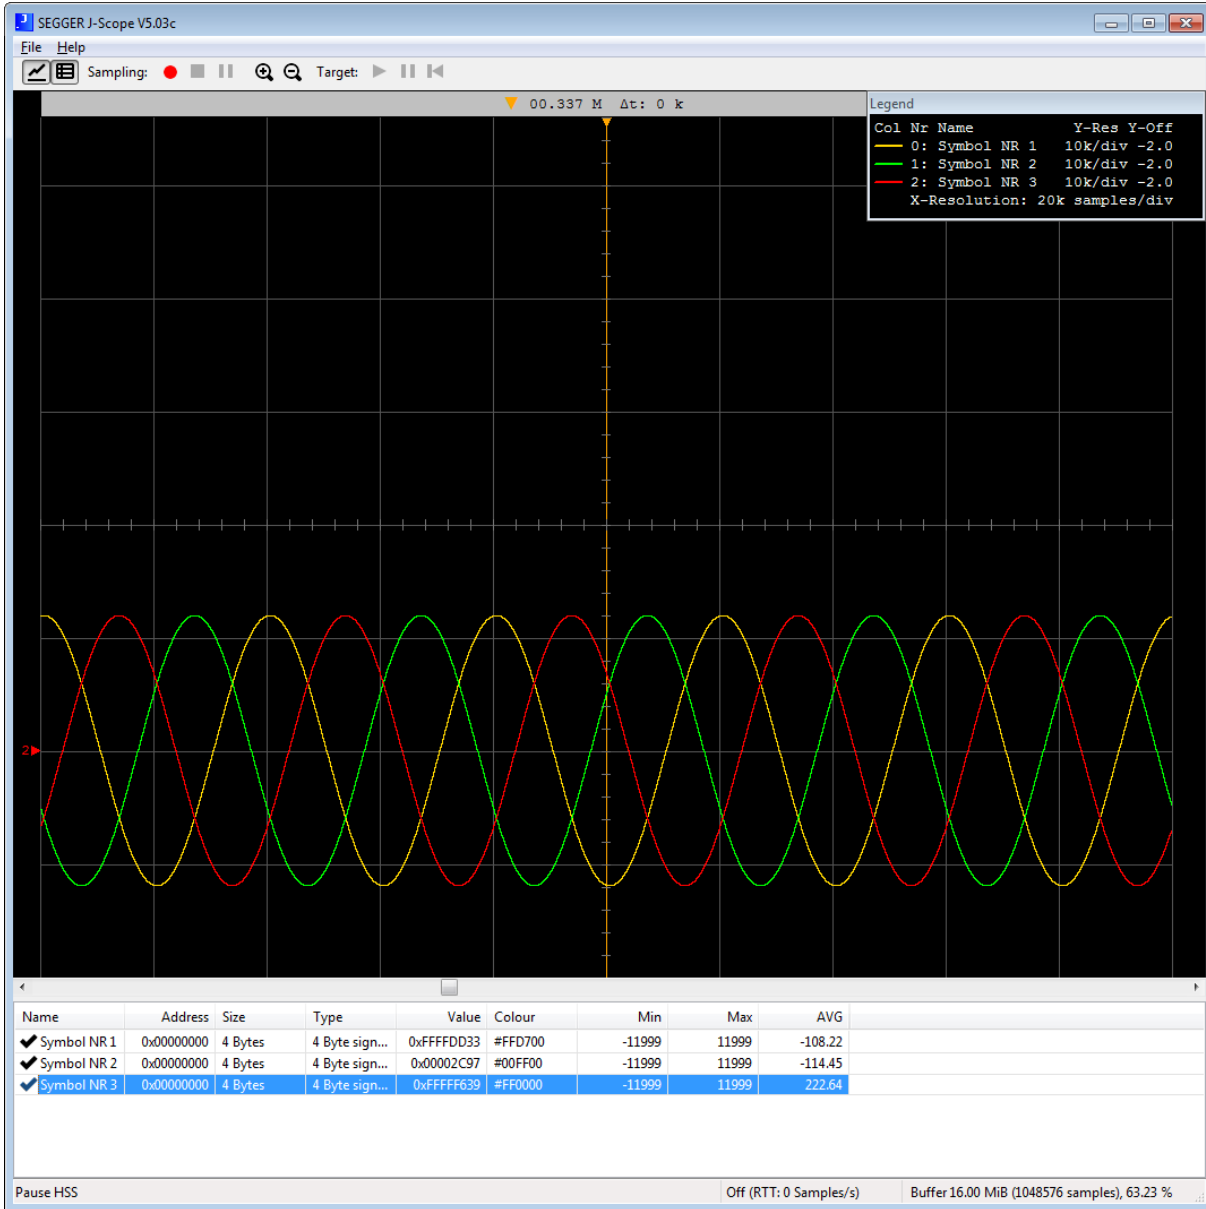 SEGGER J-Scope V5.03c
File Help
Sampling: Target:
00.337 M Δt: 0 k
Legend
Col Nr Name Y-Res Y-Off
0: Symbol NR 1 10k/div -2.0
1: Symbol NR 2 10k/div -2.0
2: Symbol NR 3 10k/div -2.0
X-Resolution: 20k samples/div
2
Name Address Size Type Value Colour Min Max AVG
Symbol NR 1 0x00000000 4 Bytes 4 Byte sign... 0xFFFFDD33 #FFD700 -11999 11999 -108.22
Symbol NR 2 0x00000000 4 Bytes 4 Byte sign... 0x00002C97 #00FF00 -11999 11999 -114.45
Symbol NR 3 0x00000000 4 Bytes 4 Byte sign... 0xFFFFF639 #FF0000 -11999 11999 222.64
Pause HSS Off (RTT: 0 Samples/s) Buffer 16.00 MiB (1048576 samples), 63.23 %